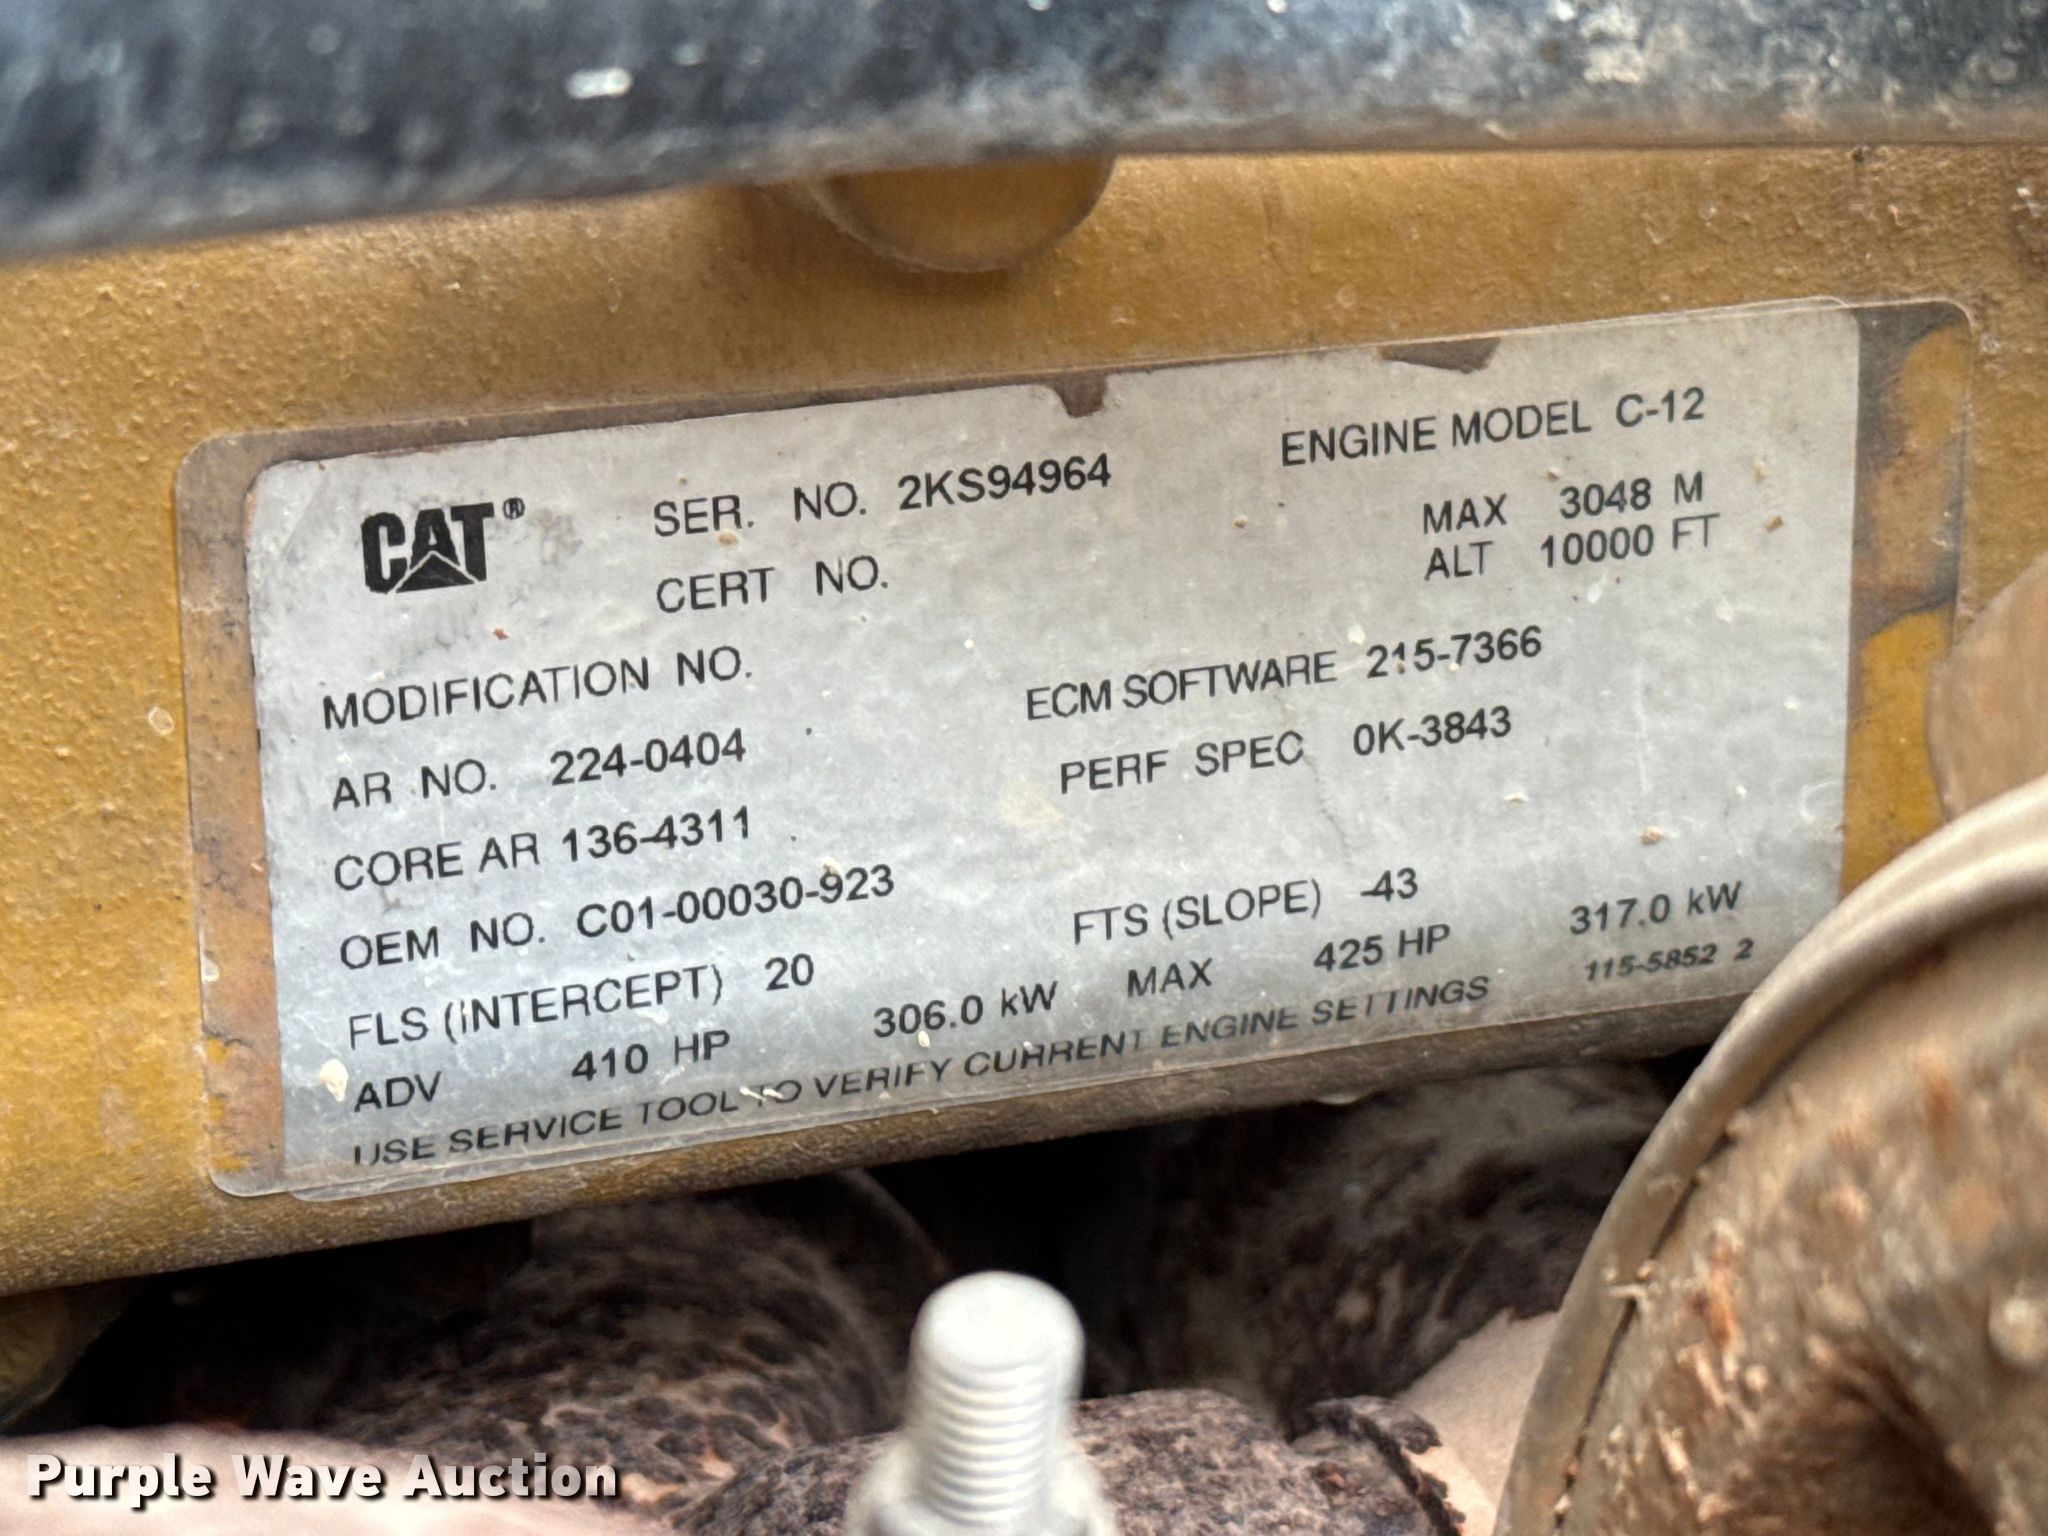 CAT® SER. NO. 2KS94964 ENGINE MODEL C-12
CERT NO. MAX 3048 M
ALT 10000 FT
MODIFICATION NO. ECM SOFTWARE 215-7366
AR NO. 224-0404 PERF SPEC 0K-3843
CORE AR 136-4311
OEM NO. C01-00030-923 FTS (SLOPE) -43
FLS (INTERCEPT) 20 MAX 425 HP 317.0 kW
ADV 410 HP 306.0 kW
USE SERVICE TOOL TO VERIFY CURRENT ENGINE SETTINGS 115-5852 2
Purple Wave Auction